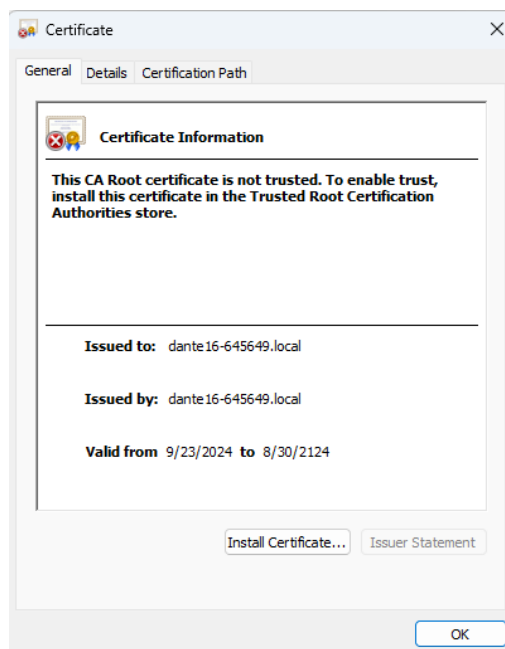 Certificate
General Details Certification Path
Certificate Information
This CA Root certificate is not trusted. To enable trust,
install this certificate in the Trusted Root Certification
Authorities store.
Issued to: dante16-645649.local
Issued by: dante16-645649.local
Valid from 9/23/2024 to 8/30/2124
Install Certificate... Issuer Statement
OK